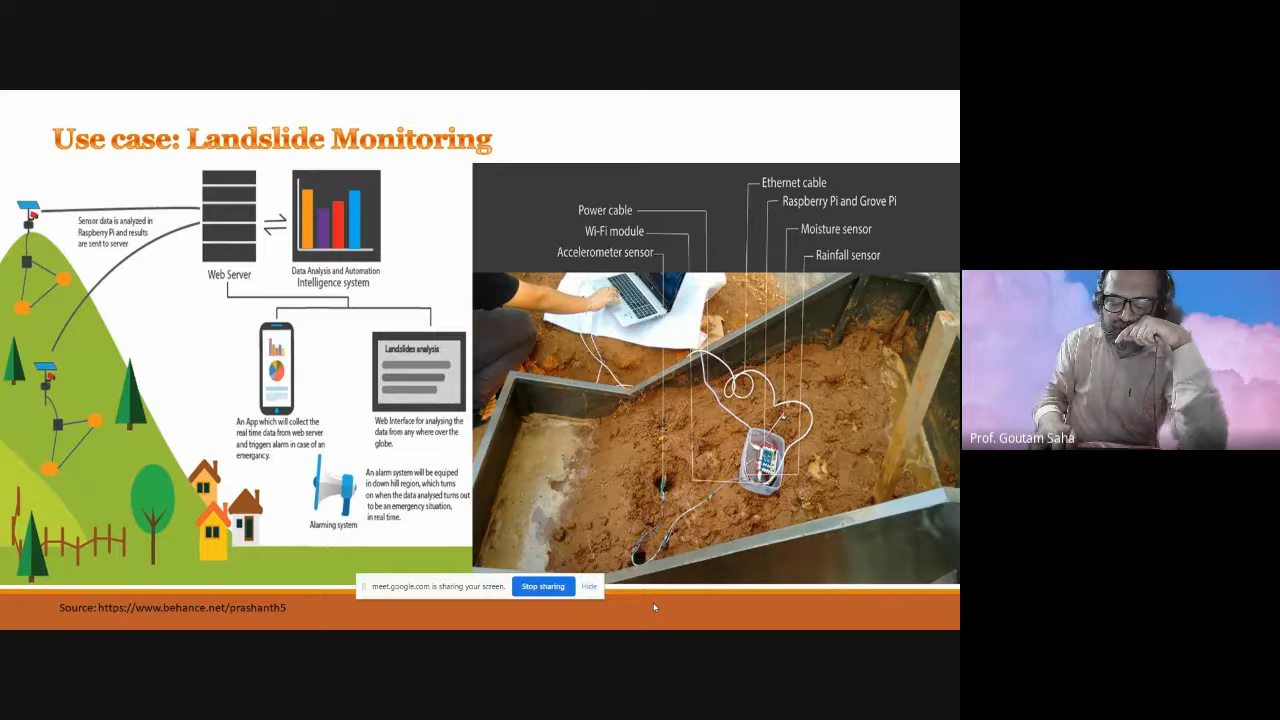 Use case: Landslide Monitoring
Sensor data is analyzed in
Raspberry Pi and results
are sent to server
Web Server
Data Analysis and Automation
Intelligence system
Landslides analysis
An App which will collect the
real time data from web server
and triggers alarm in case of an
emergancy.
Web Interface for analysing the
data from any where over the
globe.
Alarming system
An alarm system will be equiped
in down hill region, which turns
on when the data analysed turns out
to be an emergency situation,
in real time.
Power cable
Wi-Fi module
Accelerometer sensor
Ethernet cable
Raspberry Pi and Grove Pi
Moisture sensor
Rainfall sensor
meet.google.com is sharing your screen.
Stop sharing
Hide
Source: https://www.behance.net/prashanth5
Prof. Goutam Saha